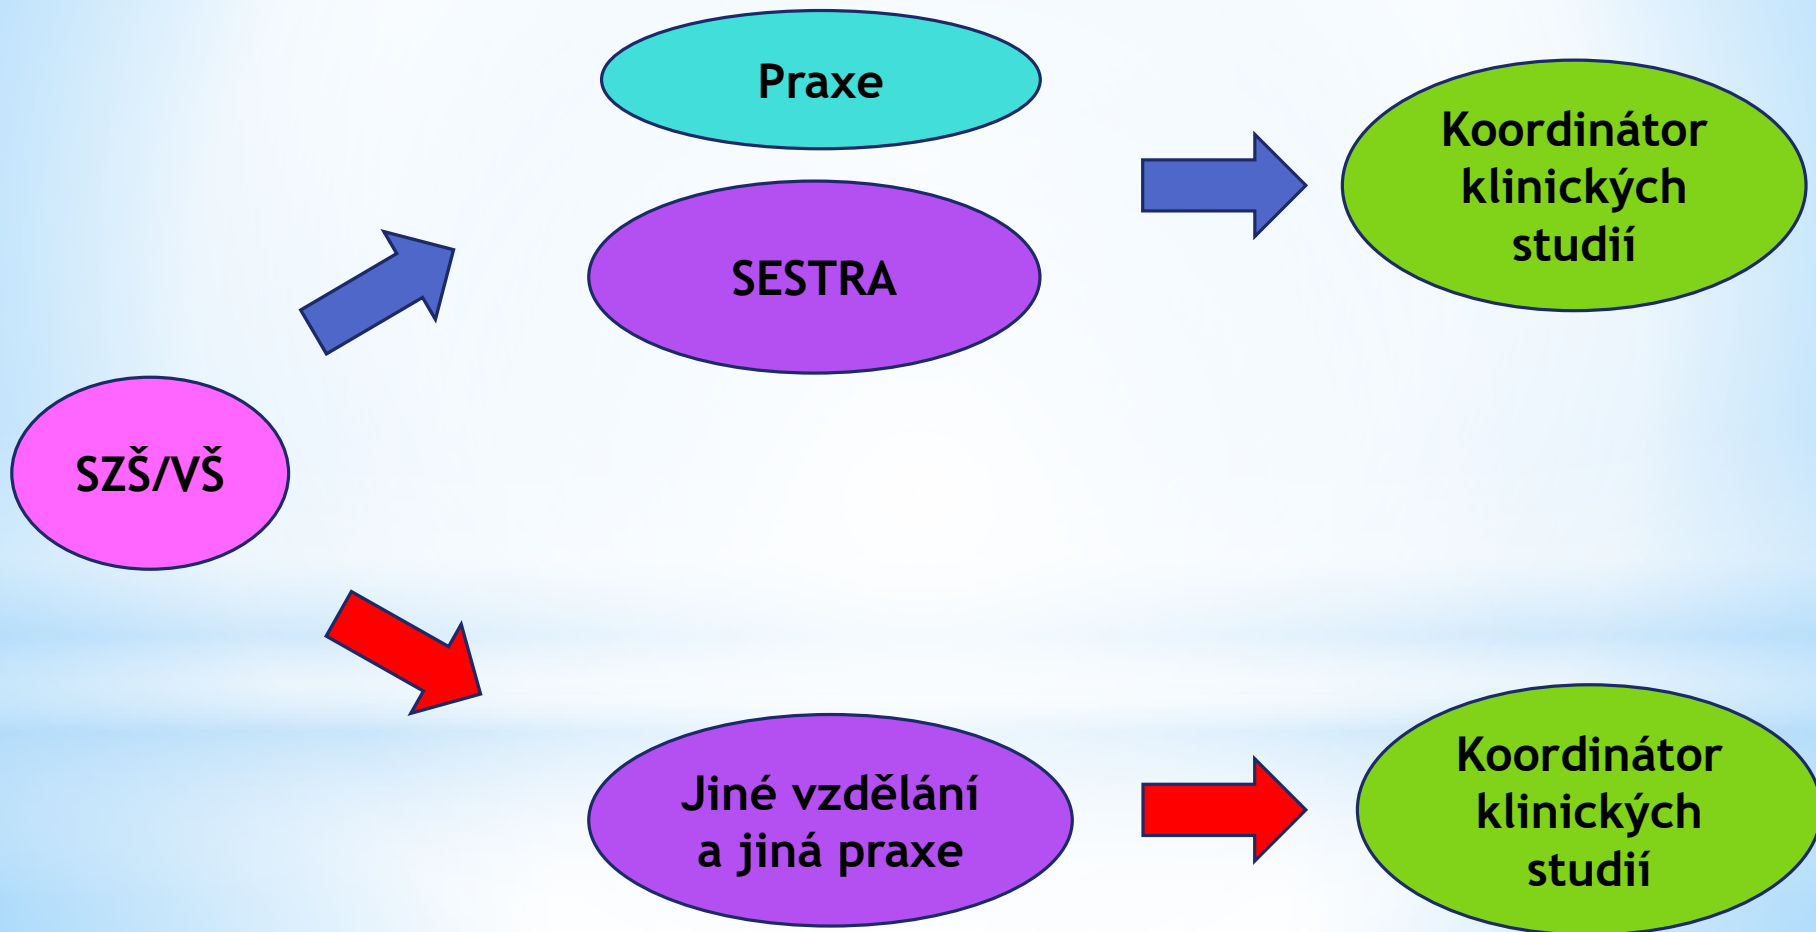 Praxe
Koordinátor
klinických
studií
SESTRA
SZŠ/VŠ
Jiné vzdělání
a jiná praxe
Koordinátor
klinických
studií